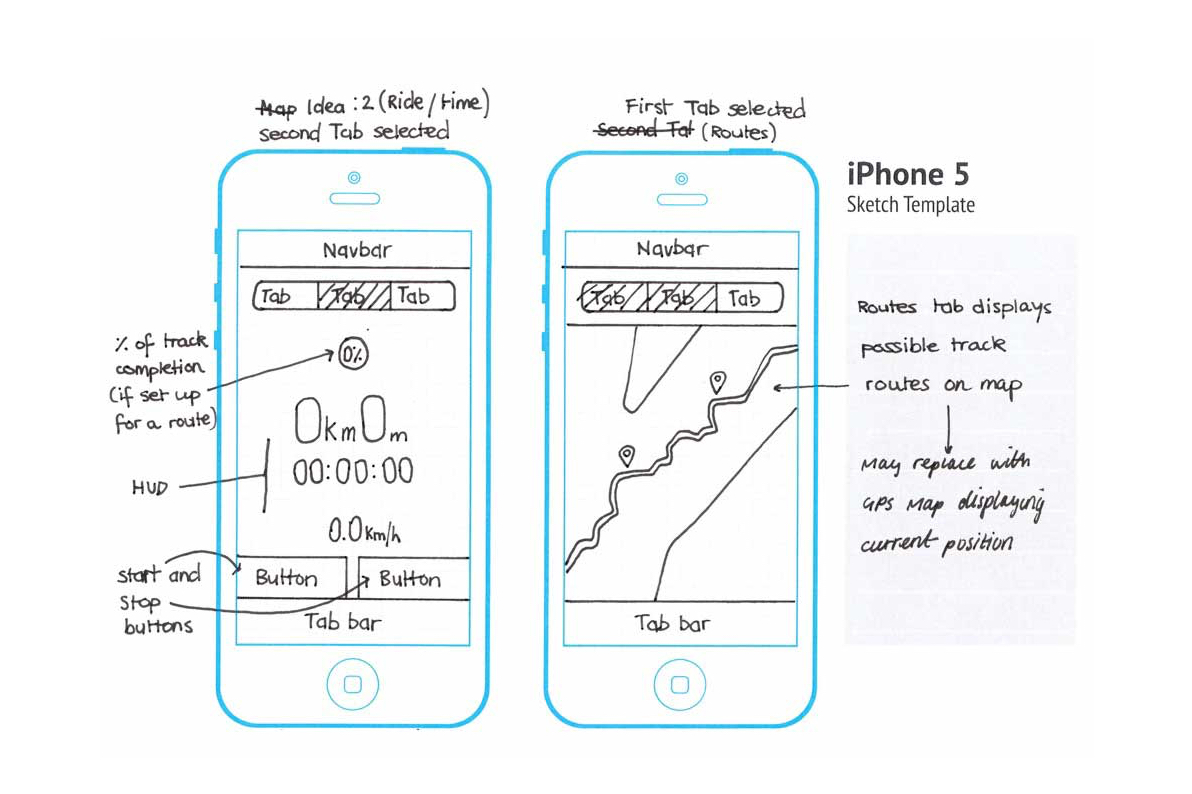 Map Idea : 2 (Ride / time)
Second Tab selected
First Tab selected
Second Tat (Routes)
iPhone 5
Sketch Template
Navbar
Tab Tab Tab
% of track
completion
(if set up
for a route)
0%
0km 0m
00:00:00
HUD
0.0 km/h
start and
stop
buttons
Button Button
Tab bar
Navbar
Tab Tab Tab
Tab bar
Routes tab displays
possible track
routes on map
May replace with
GPS Map displaying
current position